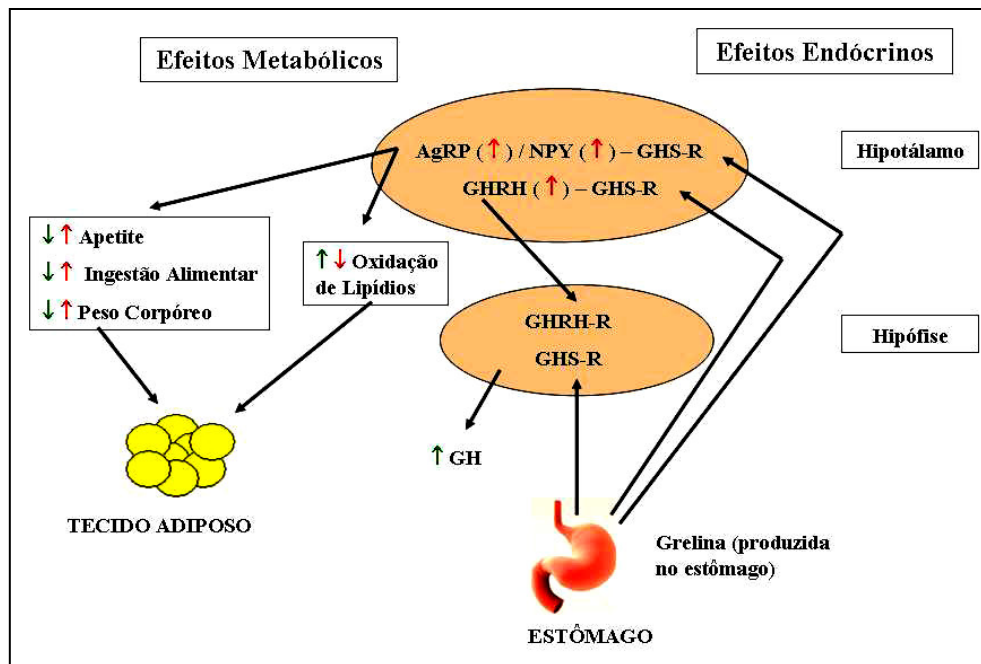 Efeitos Metabólicos
Efeitos Endócrinos
AgRP (↑) / NPY (↑) – GHS-R
GHRH (↑) – GHS-R
Hipotálamo
↓↑ Apetite
↓↑ Ingestão Alimentar
↓↑ Peso Corpóreo
↑↓ Oxidação
de Lipídios
GHRH-R
GHS-R
Hipófise
↑ GH
TECIDO ADIPOSO
Grelina (produzida
no estômago)
ESTÔMAGO